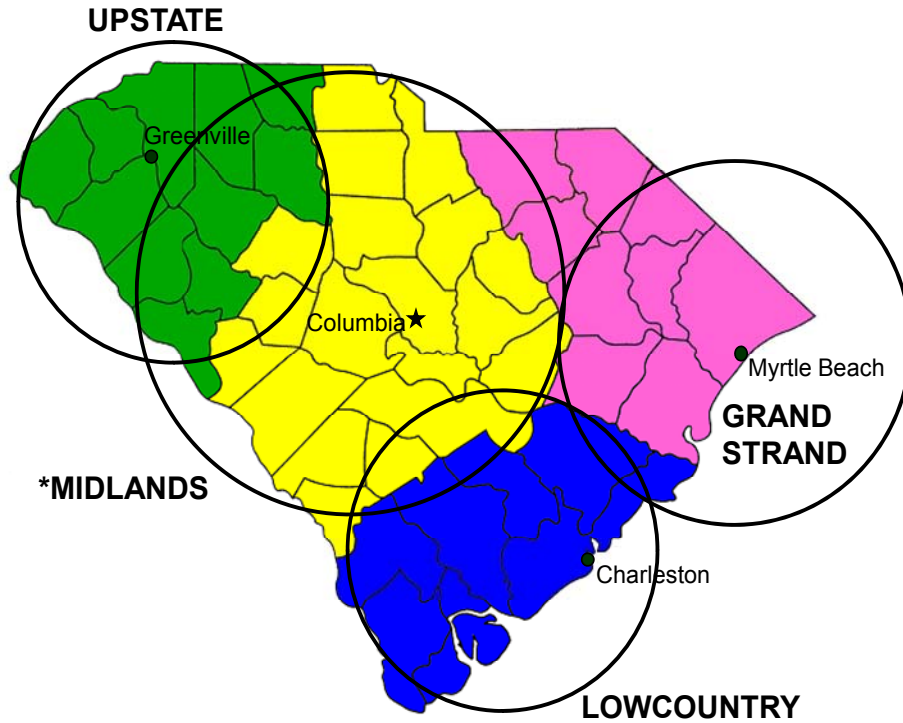 UPSTATE
Greenville
Columbia
Myrtle Beach
GRAND
STRAND
*MIDLANDS
Charleston
LOWCOUNTRY